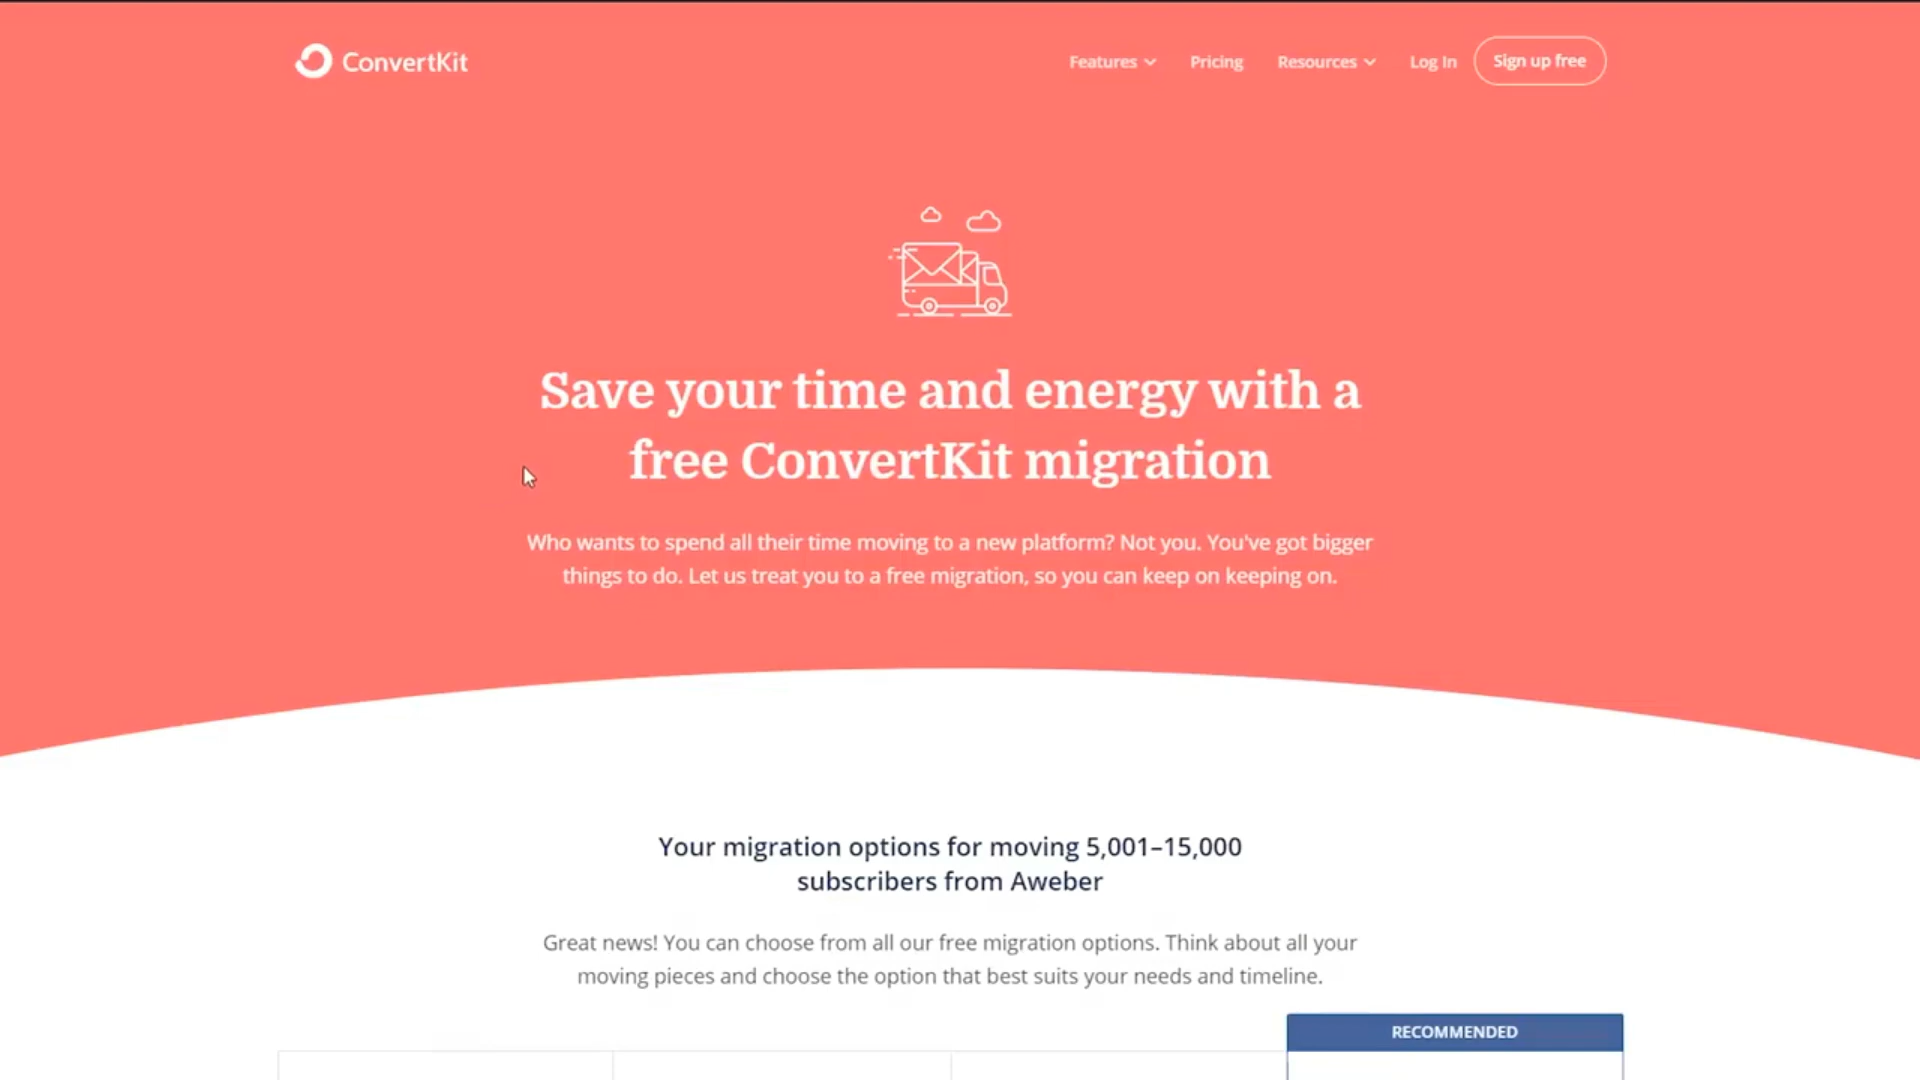 ConvertKit
Features
Pricing
Resources
Log In
Sign up free
Save your time and energy with a
free ConvertKit migration
Who wants to spend all their time moving to a new platform? Not you. You've got bigger
things to do. Let us treat you to a free migration, so you can keep on keeping on.
Your migration options for moving 5,001–15,000
subscribers from Aweber
Great news! You can choose from all our free migration options. Think about all your
moving pieces and choose the option that best suits your needs and timeline.
RECOMMENDED